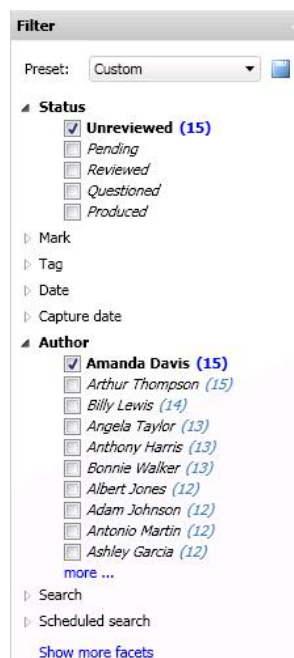 Filter
Preset: Custom
Status
Unreviewed (15)
Pending
Reviewed
Questioned
Produced
Mark
Tag
Date
Capture date
Author
Amanda Davis (15)
Arthur Thompson (15)
Billy Lewis (14)
Angela Taylor (13)
Anthony Harris (13)
Bonnie Walker (13)
Albert Jones (12)
Adam Johnson (12)
Antonio Martin (12)
Ashley Garcia (12)
more ...
Search
Scheduled search
Show more facets